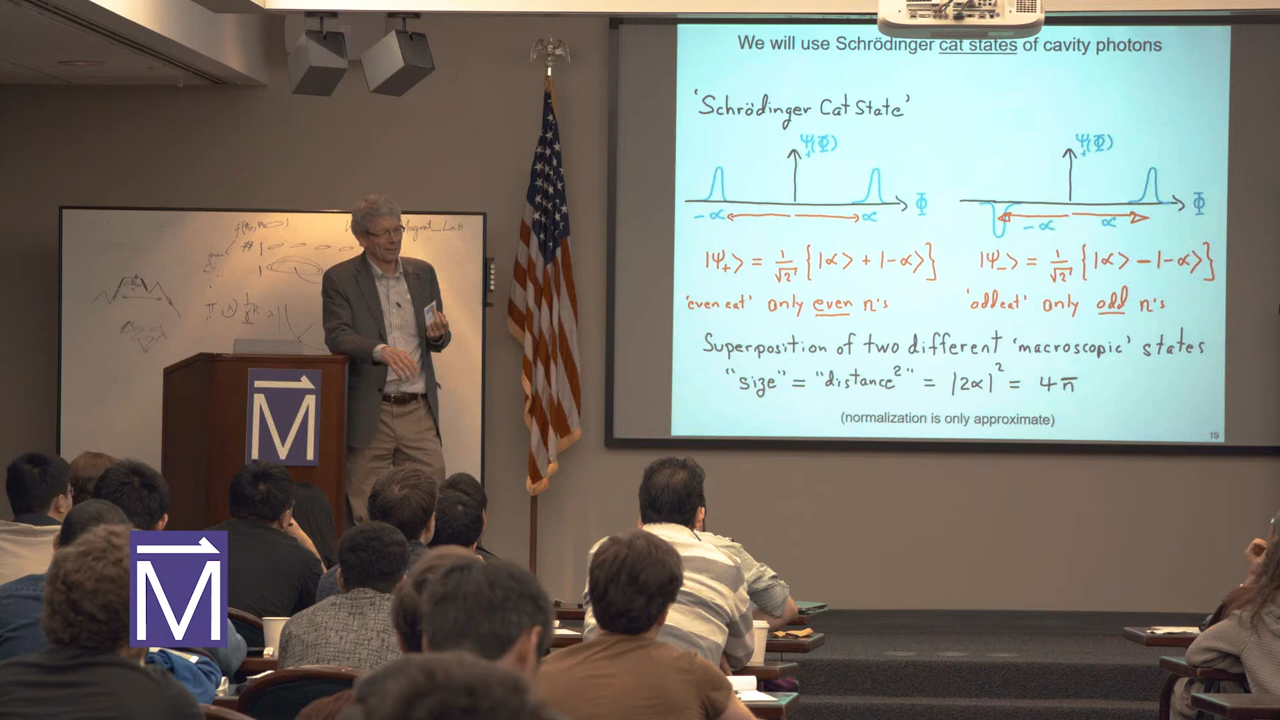 We will use Schrödinger cat states of cavity photons
'Schrödinger Cat State'
Ψ(Φ)
Ψ(Φ)
-α
α
Φ
-α
α
Φ
|Ψ₊> = 1/√2 {|α> + |-α>}
|Ψ₋> = 1/√2 {|α> - |-α>}
'even cat' only even n's
'odd cat' only odd n's
Superposition of two different 'macroscopic' states
"size" = "distance²" = |2α|² = 4n̄
(normalization is only approximate)
19
M
M